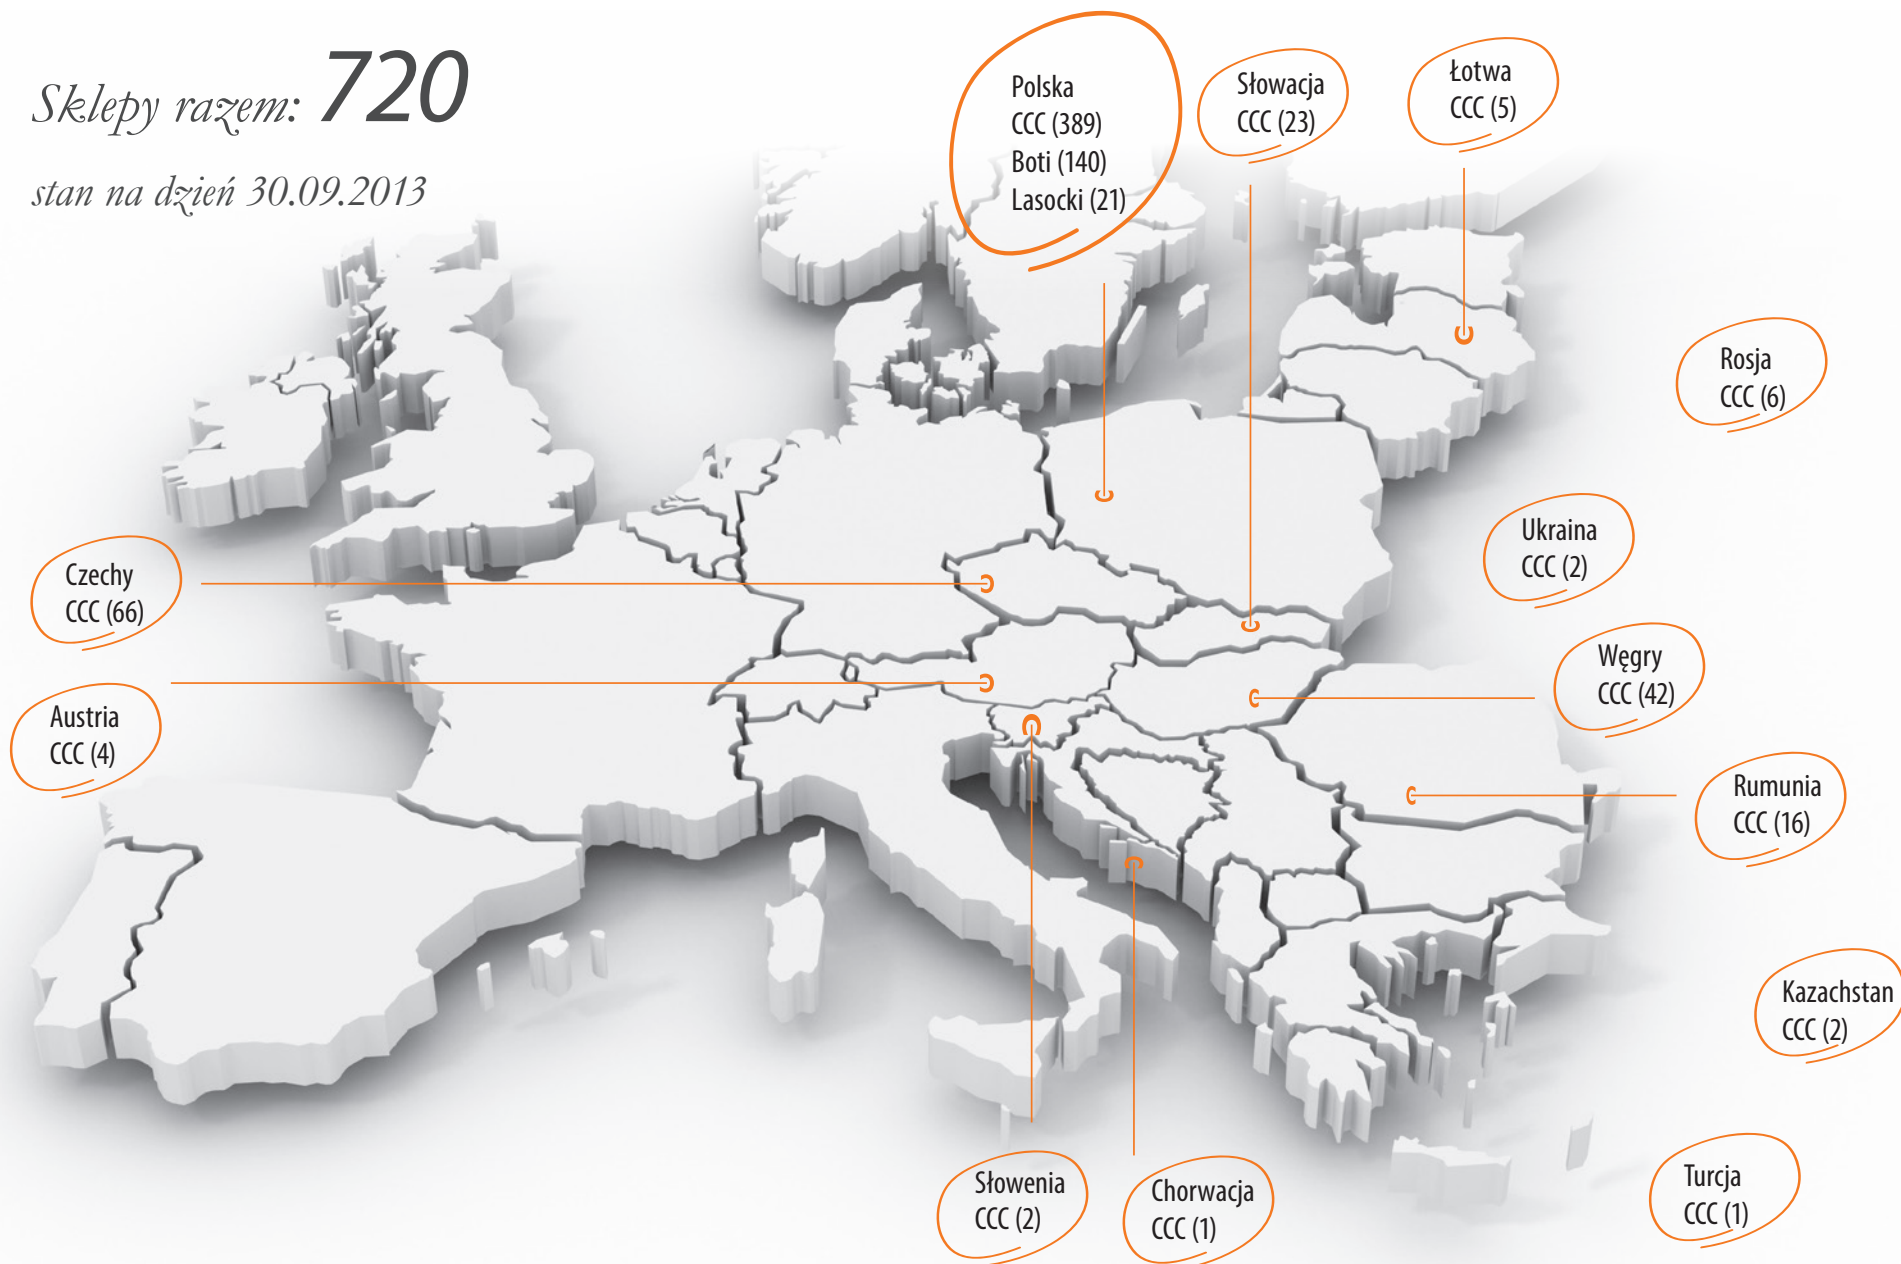 Sklepy razem: 720
stan na dzień 30.09.2013
Polska
CCC (389)
Boti (140)
Lasocki (21)
Słowacja
CCC (23)
Łotwa
CCC (5)
Rosja
CCC (6)
Ukraina
CCC (2)
Czechy
CCC (66)
Węgry
CCC (42)
Austria
CCC (4)
Rumunia
CCC (16)
Kazachstan
CCC (2)
Słowenia
CCC (2)
Chorwacja
CCC (1)
Turcja
CCC (1)